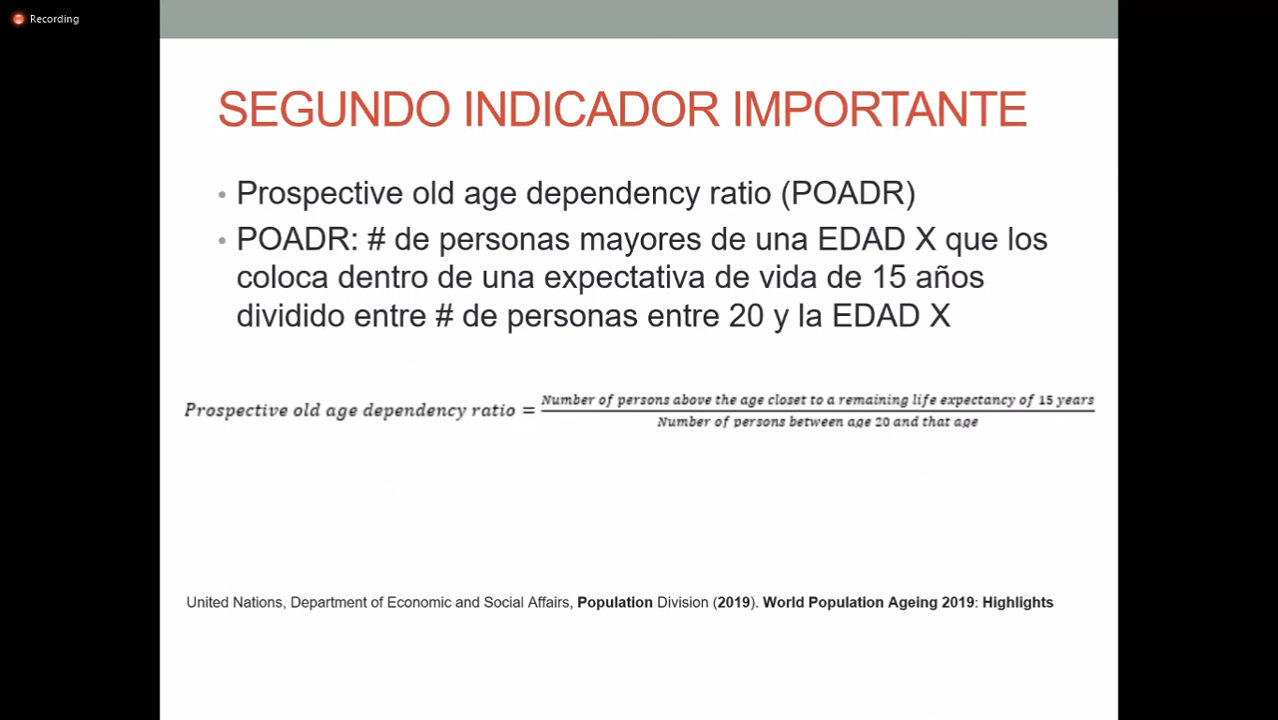 Recording
SEGUNDO INDICADOR IMPORTANTE
• Prospective old age dependency ratio (POADR)
• POADR: # de personas mayores de una EDAD X que los
coloca dentro de una expectativa de vida de 15 años
dividido entre # de personas entre 20 y la EDAD X
Number of persons above the age closet to a remaining life expectancy of 15 years
Prospective old age dependency ratio =
Number of persons between age 20 and that age
United Nations, Department of Economic and Social Affairs, Population Division (2019). World Population Ageing 2019: Highlights